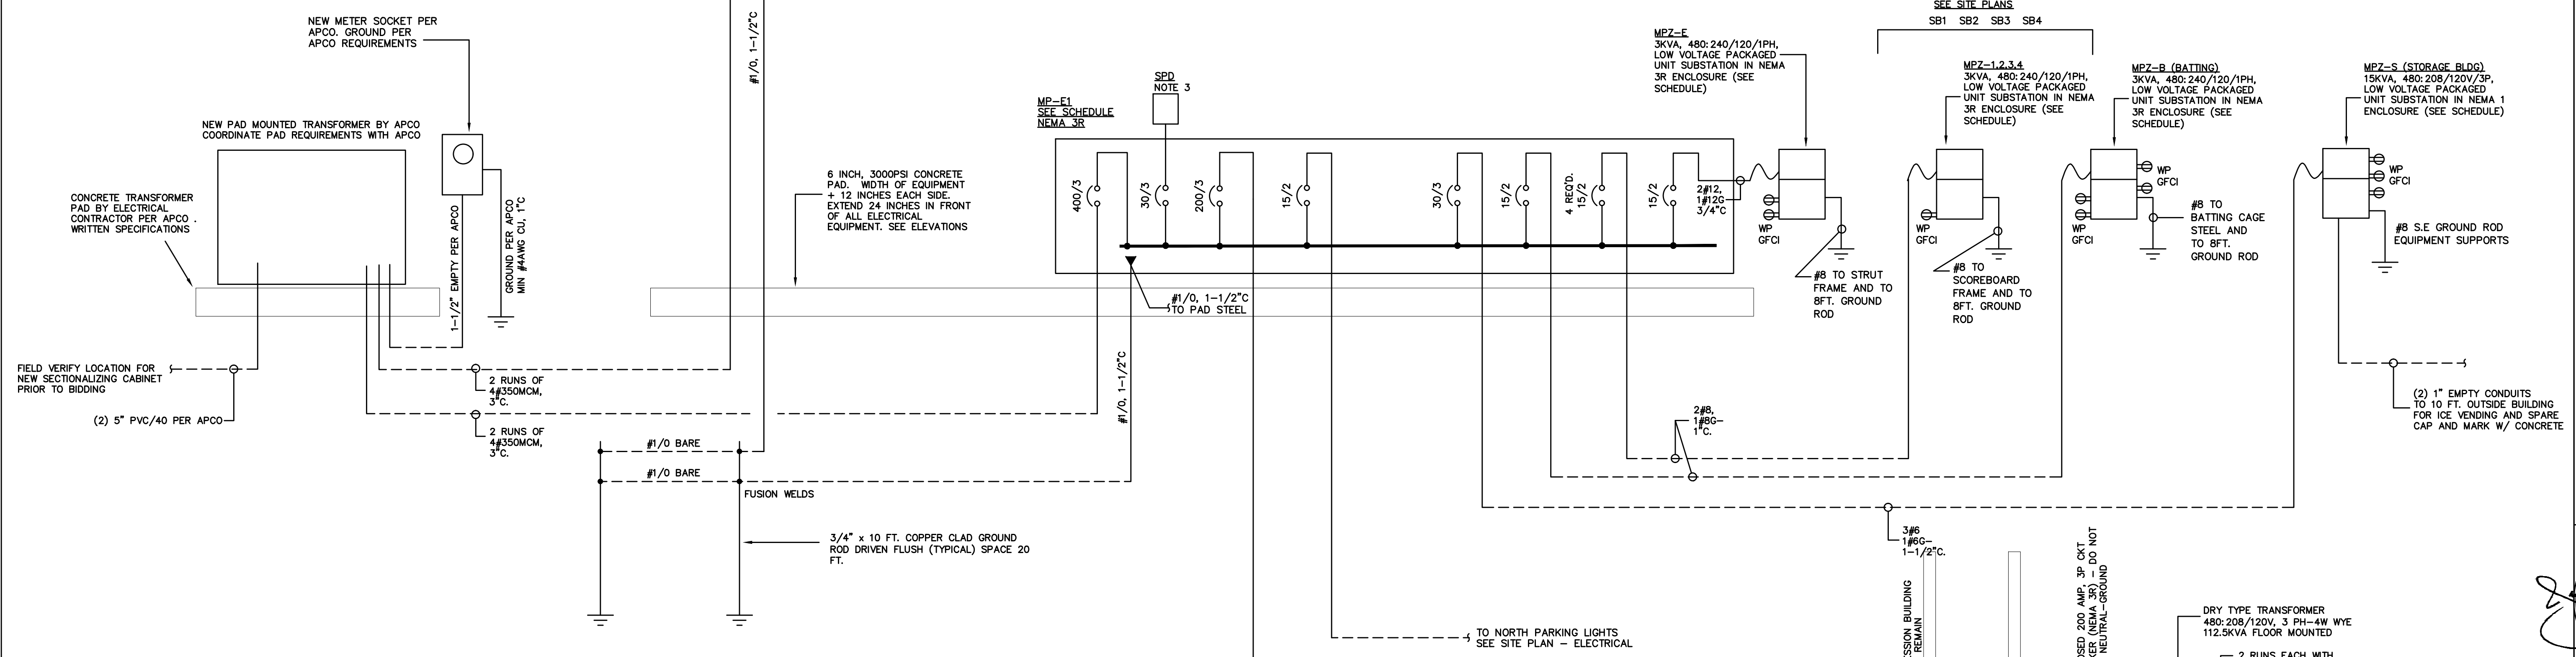 NEW METER SOCKET PER
APCO. GROUND PER
APCO REQUIREMENTS
NEW PAD MOUNTED TRANSFORMER BY APCO
COORDINATE PAD REQUIREMENTS WITH APCO
CONCRETE TRANSFORMER
PAD BY ELECTRICAL
CONTRACTOR PER APCO .
WRITTEN SPECIFICATIONS
1-1/2" EMPTY PER APCO
GROUND PER APCO
MIN #4AWG CU, 1"C
FIELD VERIFY LOCATION FOR
NEW SECTIONALIZING CABINET
PRIOR TO BIDDING
(2) 5" PVC/40 PER APCO
2 RUNS OF
4#350MCM,
3"C.
2 RUNS OF
4#350MCM,
3"C.
#1/0, 1-1/2"C
#1/0 BARE
#1/0 BARE
FUSION WELDS
3/4" x 10 FT. COPPER CLAD GROUND
ROD DRIVEN FLUSH (TYPICAL) SPACE 20
FT.
6 INCH, 3000PSI CONCRETE
PAD. WIDTH OF EQUIPMENT
+ 12 INCHES EACH SIDE.
EXTEND 24 INCHES IN FRONT
OF ALL ELECTRICAL
EQUIPMENT. SEE ELEVATIONS
MP-E1
SEE SCHEDULE
NEMA 3R
SPD
NOTE 3
400/3
30/3
200/3
15/2
30/3
15/2
4 REQ'D.
15/2
15/2
2#12,
1#12G
3/4"C
#1/0, 1-1/2"C
TO PAD STEEL
#1/0, 1-1/2"C
MPZ-E
3KVA, 480:240/120/1PH,
LOW VOLTAGE PACKAGED
UNIT SUBSTATION IN NEMA
3R ENCLOSURE (SEE
SCHEDULE)
WP
GFCI
#8 TO STRUT
FRAME AND TO
8FT. GROUND
ROD
SEE SITE PLANS
SB1 SB2 SB3 SB4
MPZ-1,2,3,4
3KVA, 480:240/120/1PH,
LOW VOLTAGE PACKAGED
UNIT SUBSTATION IN NEMA
3R ENCLOSURE (SEE
SCHEDULE)
WP
GFCI
#8 TO
SCOREBOARD
FRAME AND TO
8FT. GROUND
ROD
MPZ-B (BATTING)
3KVA, 480:240/120/1PH,
LOW VOLTAGE PACKAGED
UNIT SUBSTATION IN NEMA
3R ENCLOSURE (SEE
SCHEDULE)
WP
GFCI
WP
GFCI
#8 TO
BATTING CAGE
STEEL AND
TO 8FT.
GROUND ROD
MPZ-S (STORAGE BLDG)
15KVA, 480:208/120V/3P,
LOW VOLTAGE PACKAGED
UNIT SUBSTATION IN NEMA 1
ENCLOSURE (SEE SCHEDULE)
WP
GFCI
#8 S.E GROUND ROD
EQUIPMENT SUPPORTS
(2) 1" EMPTY CONDUITS
TO 10 FT. OUTSIDE BUILDING
FOR ICE VENDING AND SPARE
CAP AND MARK W/ CONCRETE
2#8,
1#8G-
1"C.
3#6
1#6G-
1-1/2"C.
TO NORTH PARKING LIGHTS
SEE SITE PLAN - ELECTRICAL
BUILDING
REMAIN
200 AMP, 3P CKT
(NEMA 3R) - DO NOT
NEUTRAL-GROUND
DRY TYPE TRANSFORMER
480:208/120V, 3 PH-4W WYE
112.5KVA FLOOR MOUNTED
2 RUNS EACH WITH